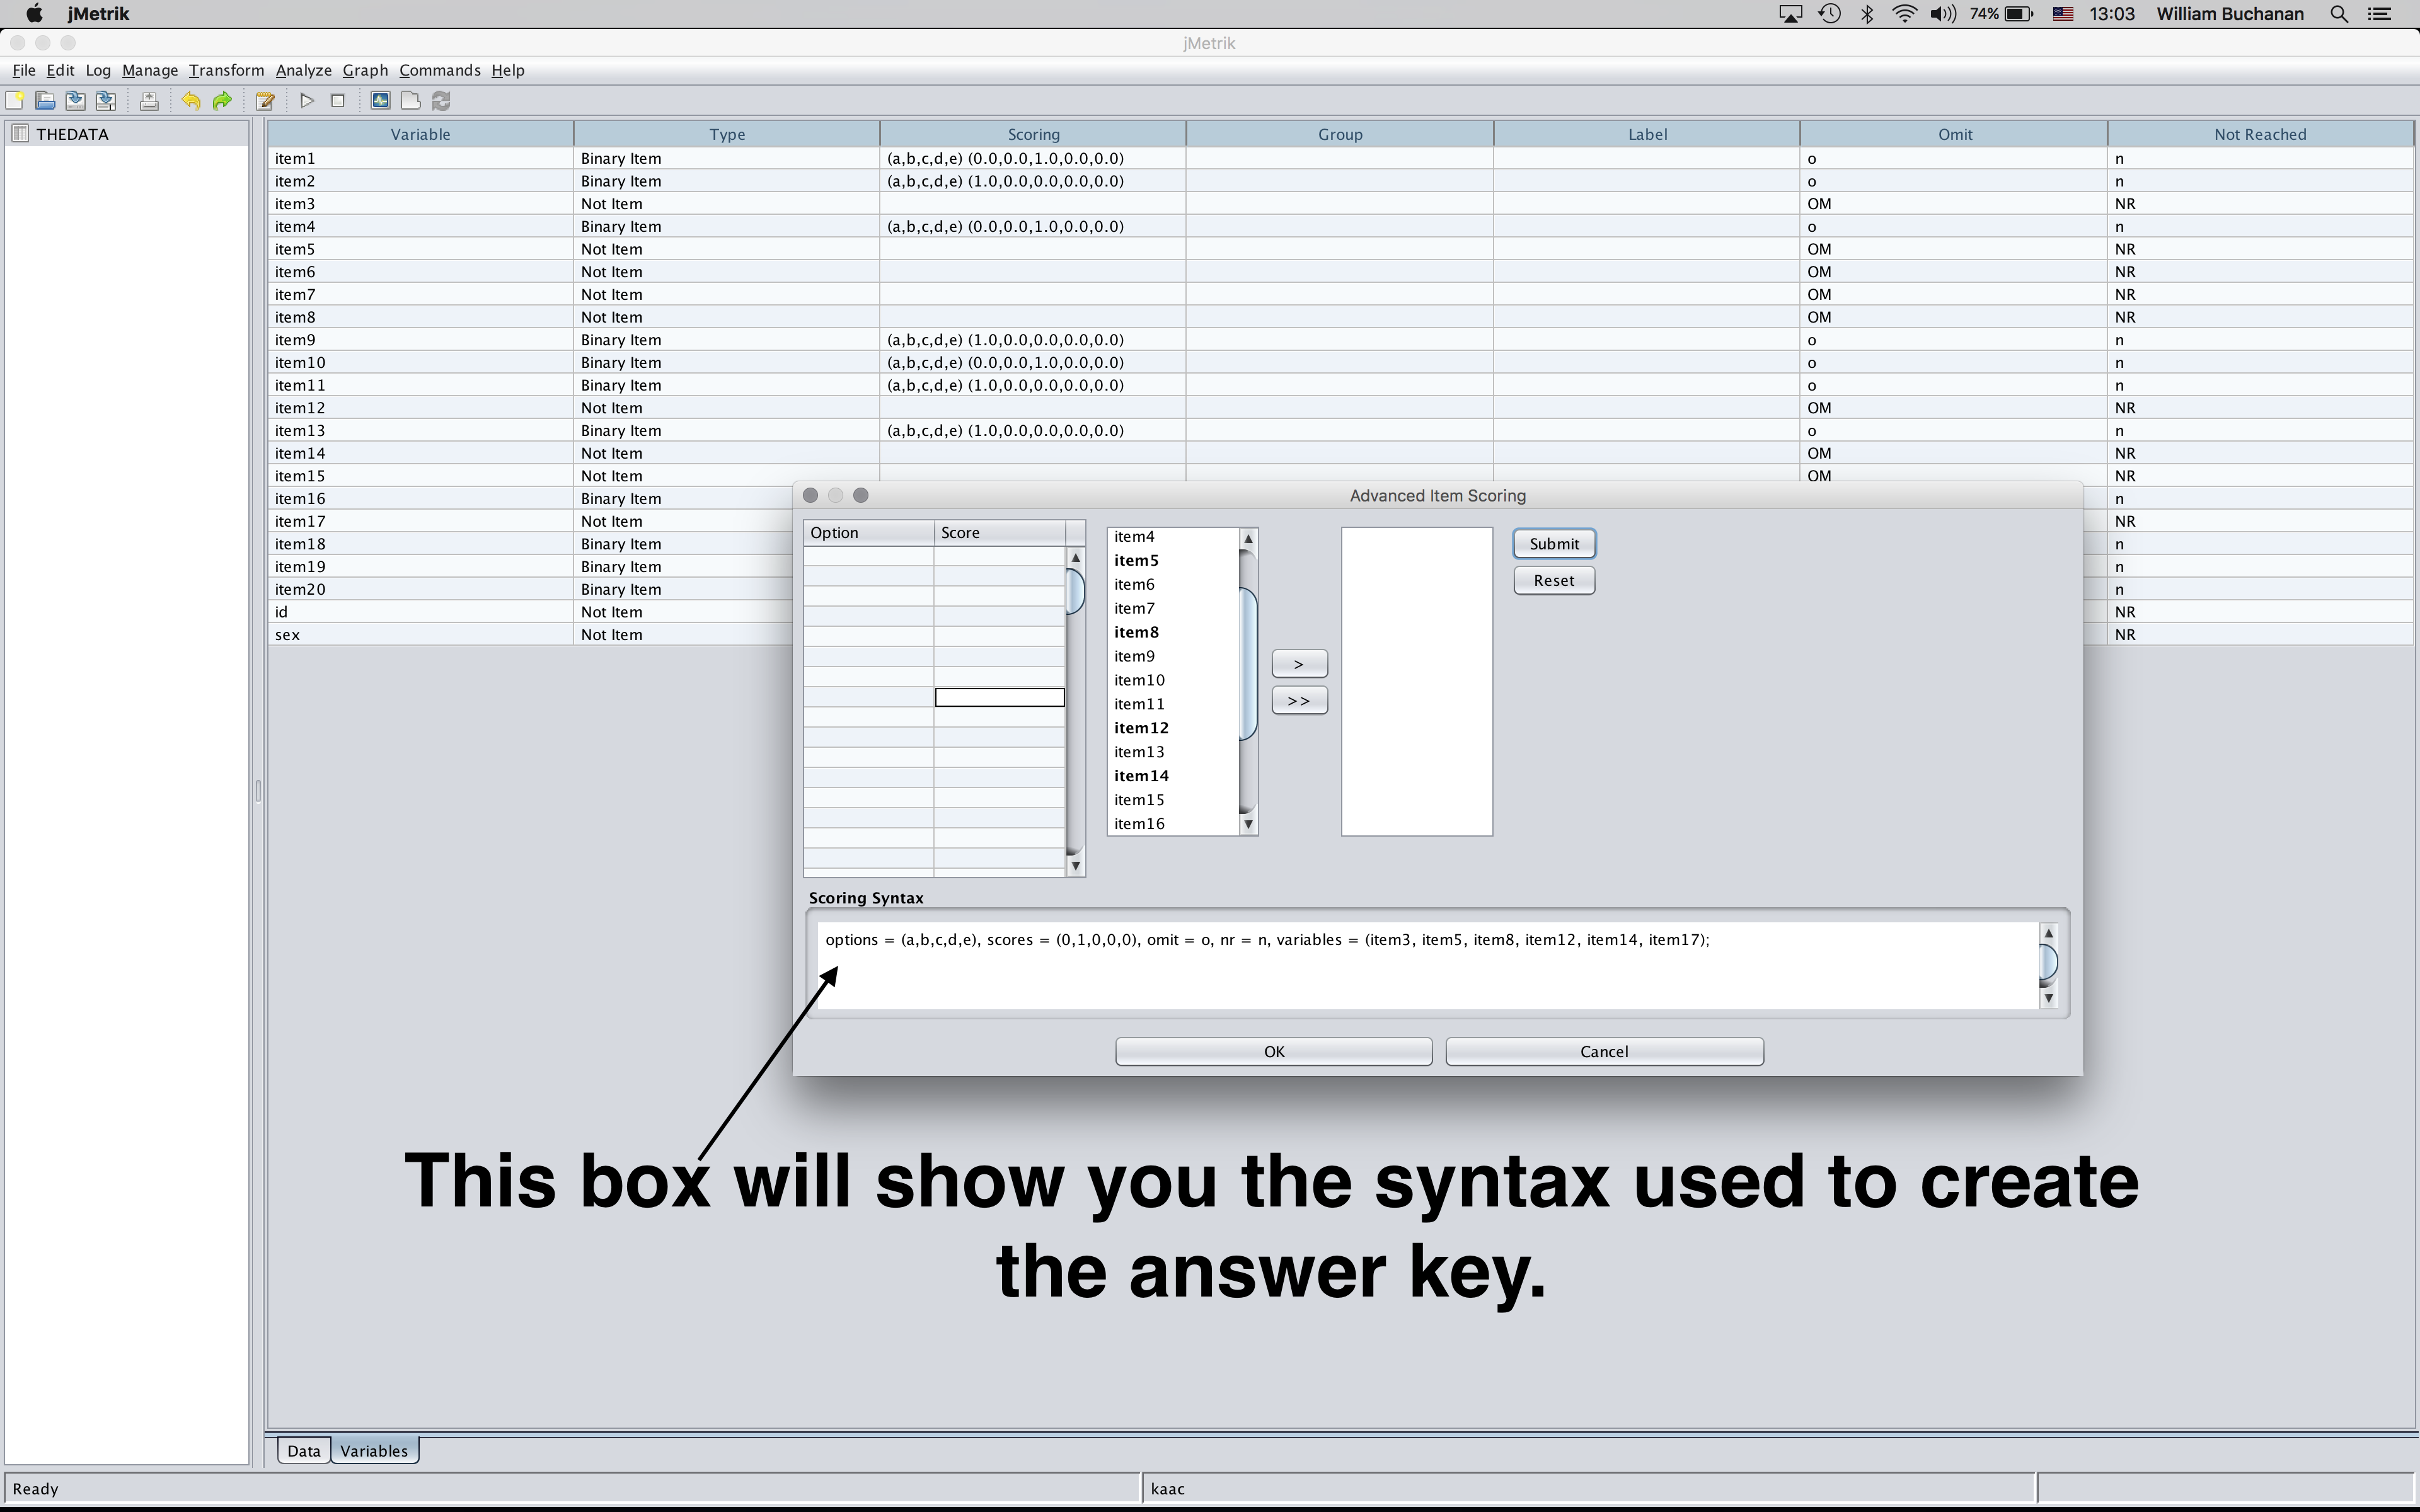 jMetrik
74% 13:03 William Buchanan
jMetrik
File Edit Log Manage Transform Analyze Graph Commands Help
THEDATA
Variable Type Scoring Group Label Omit Not Reached
item1 Binary Item (a,b,c,d,e) (0.0,0.0,1.0,0.0,0.0) o n
item2 Binary Item (a,b,c,d,e) (1.0,0.0,0.0,0.0,0.0) o n
item3 Not Item OM NR
item4 Binary Item (a,b,c,d,e) (0.0,0.0,1.0,0.0,0.0) o n
item5 Not Item OM NR
item6 Not Item OM NR
item7 Not Item OM NR
item8 Not Item OM NR
item9 Binary Item (a,b,c,d,e) (1.0,0.0,0.0,0.0,0.0) o n
item10 Binary Item (a,b,c,d,e) (0.0,0.0,1.0,0.0,0.0) o n
item11 Binary Item (a,b,c,d,e) (1.0,0.0,0.0,0.0,0.0) o n
item12 Not Item OM NR
item13 Binary Item (a,b,c,d,e) (1.0,0.0,0.0,0.0,0.0) o n
item14 Not Item OM NR
item15 Not Item OM NR
item16 Binary Item n
item17 Not Item NR
item18 Binary Item n
item19 Binary Item n
item20 Binary Item n
id Not Item NR
sex Not Item NR
Advanced Item Scoring
Option Score
item4
item5
item6
item7
item8
item9
item10
item11
item12
item13
item14
item15
item16
>
>>
Submit
Reset
Scoring Syntax
options = (a,b,c,d,e), scores = (0,1,0,0,0), omit = o, nr = n, variables = (item3, item5, item8, item12, item14, item17);
OK Cancel
This box will show you the syntax used to create
the answer key.
Data Variables
Ready kaac